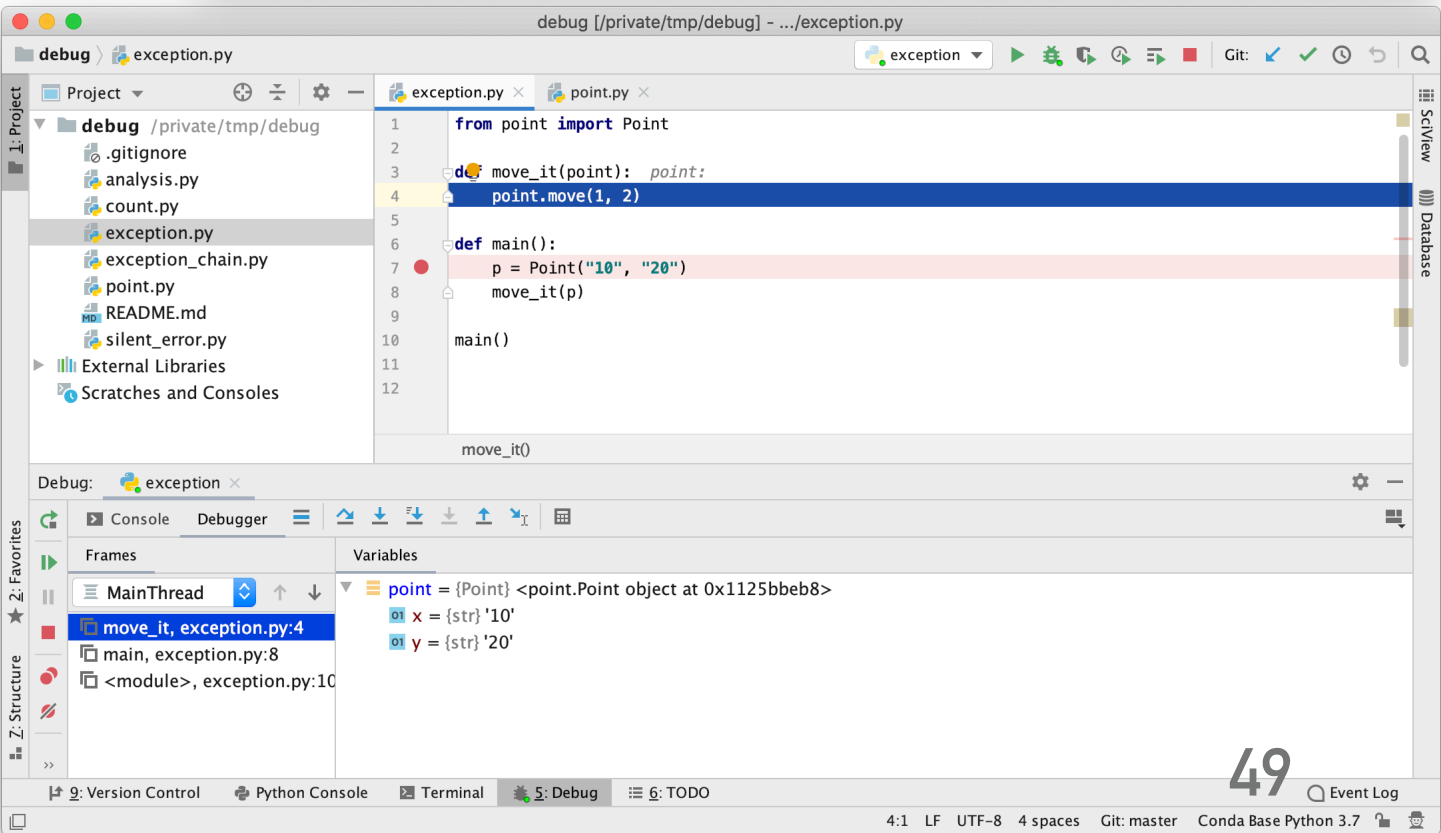 debug [/private/tmp/debug] - .../exception.py
debug exception.py
exception
Git:
1: Project
Project
debug /private/tmp/debug
.gitignore
analysis.py
count.py
exception.py
exception_chain.py
point.py
MD README.md
silent_error.py
External Libraries
Scratches and Consoles
exception.py point.py
1 from point import Point
2
3 def move_it(point): point:
4 point.move(1, 2)
5
6 def main():
7 p = Point("10", "20")
8 move_it(p)
9
10 main()
11
12
move_it()
SciView
Database
Debug: exception
2: Favorites
Z: Structure
Console Debugger
Frames
MainThread
move_it, exception.py:4
main, exception.py:8
<module>, exception.py:10
Variables
point = {Point} <point.Point object at 0x1125bbeb8>
01 x = {str} '10'
01 y = {str} '20'
49
9: Version Control Python Console Terminal 5: Debug 6: TODO Event Log
4:1 LF UTF-8 4 spaces Git: master Conda Base Python 3.7